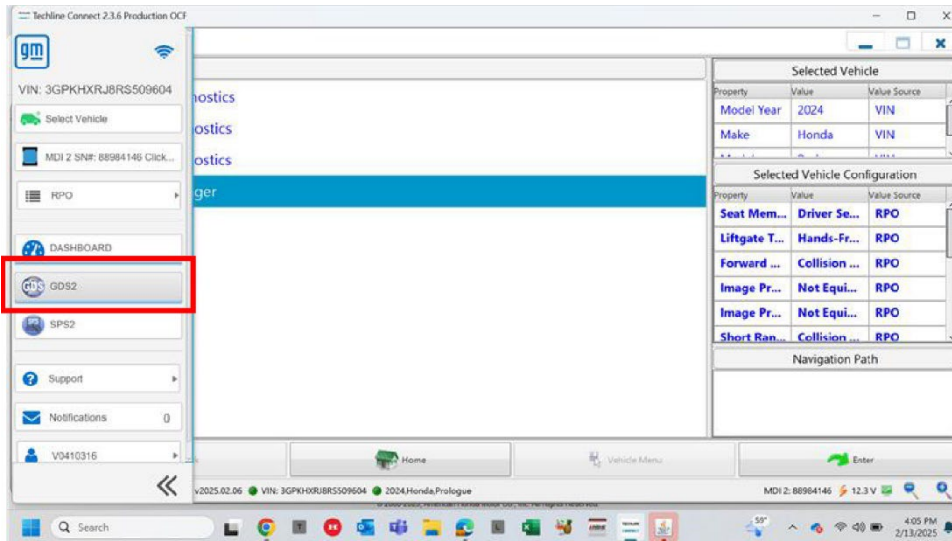 Techline Connect 2.3.6 Production OCF
gm
VIN: 3GPKHXRJ8RS509604
Select Vehicle
MDI 2 SN#: 88984146 Click...
RPO
DASHBOARD
GDS2
SPS2
Support
Notifications 0
V0410316
nostics
ostics
ostics
ger
Selected Vehicle
Property Value Value Source
Model Year 2024 VIN
Make Honda VIN
Selected Vehicle Configuration
Property Value Value Source
Seat Mem... Driver Se... RPO
Liftgate T... Hands-Fr... RPO
Forward ... Collision ... RPO
Image Pr... Not Equi... RPO
Image Pr... Not Equi... RPO
Short Ran... Collision ... RPO
Navigation Path
Home
Vehicle Menu
Enter
v2025.02.06 VIN: 3GPKHXRJ8RS509604 2024,Honda,Prologue
MDI 2: 88984146 12.3 V
Search
59°
4:05 PM
2/13/2025